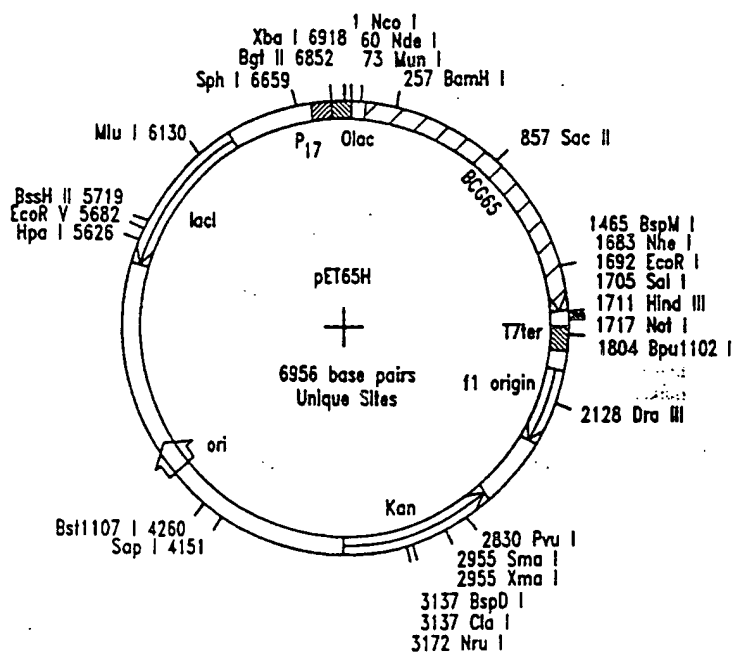 1 Nco I
Xba I 6918 60 Nde I
Bgt II 6852 73 Mun I
Sph I 6659 257 BamH I
Mlu I 6130
P17 Olac
857 Sac II
BCG65
BssH II 5719
EcoR V 5682
Hpa I 5626
lacI
1465 BspM I
1683 Nhe I
1692 EcoR I
1705 Sal I
1711 Hind III
1717 Not I
1804 Bpu1102 I
pET65H
T7ter
6956 base pairs
Unique Sites
f1 origin
2128 Dra III
ori
Kan
Bst1107 I 4260
Sap I 4151
2830 Pvu I
2955 Sma I
2955 Xma I
3137 BspD I
3137 Cla I
3172 Nru I